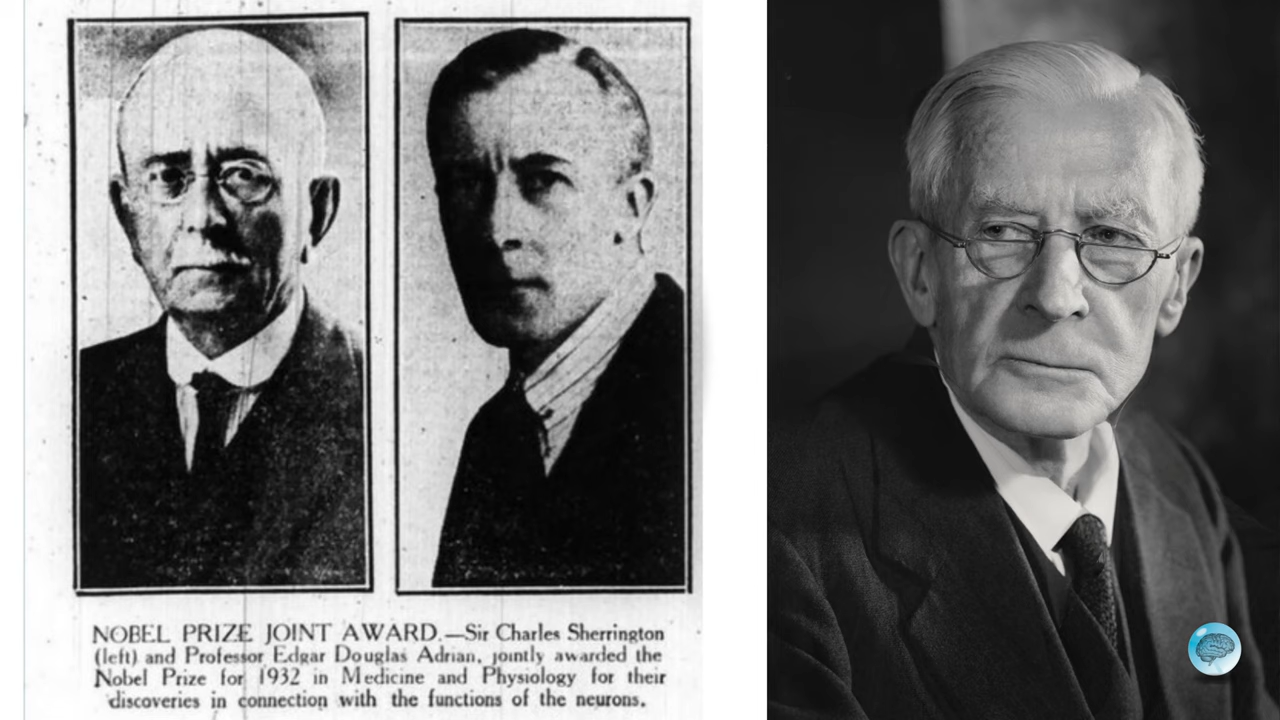 NOBEL PRIZE JOINT AWARD.—Sir Charles Sherrington
(left) and Professor Edgar Douglas Adrian, jointly awarded the
Nobel Prize for 1932 in Medicine and Physiology for their
discoveries in connection with the functions of the neurons.